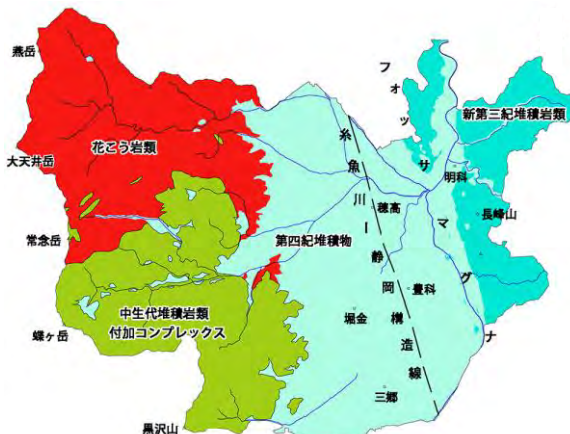 燕岳
大天井岳
常念岳
蝶ヶ岳
黒沢山
花こう岩類
中生代堆積岩類
付加コンプレックス
第四紀堆積物
新第三紀堆積岩類
フォッサマグナ
糸魚川ー静岡構造線
明科
長峰山
穂高
豊科
堀金
三郷